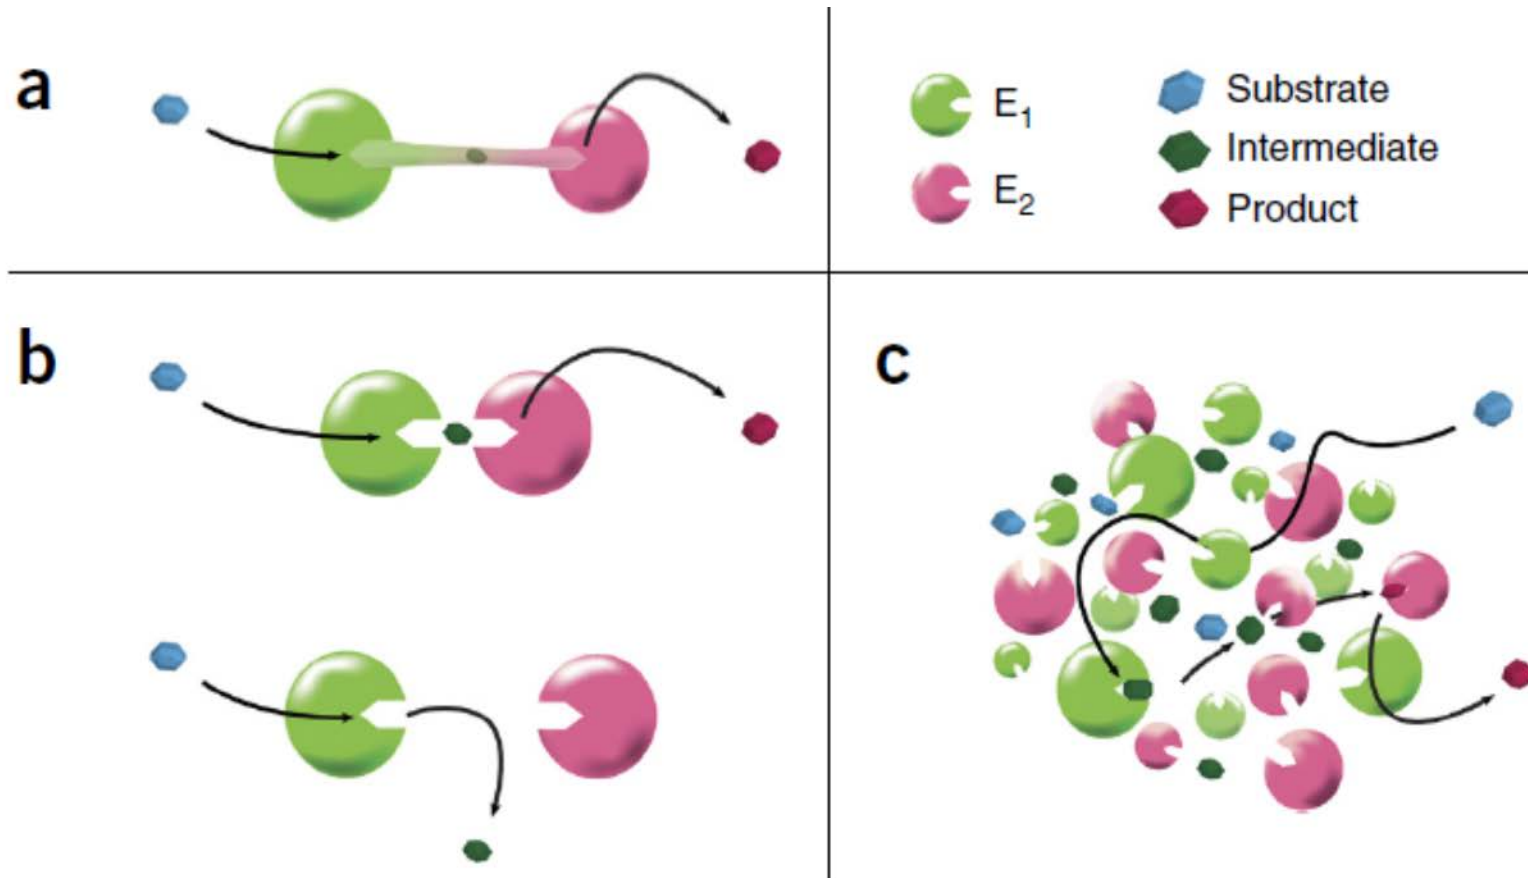 a
E1
E2
Substrate
Intermediate
Product
b
c